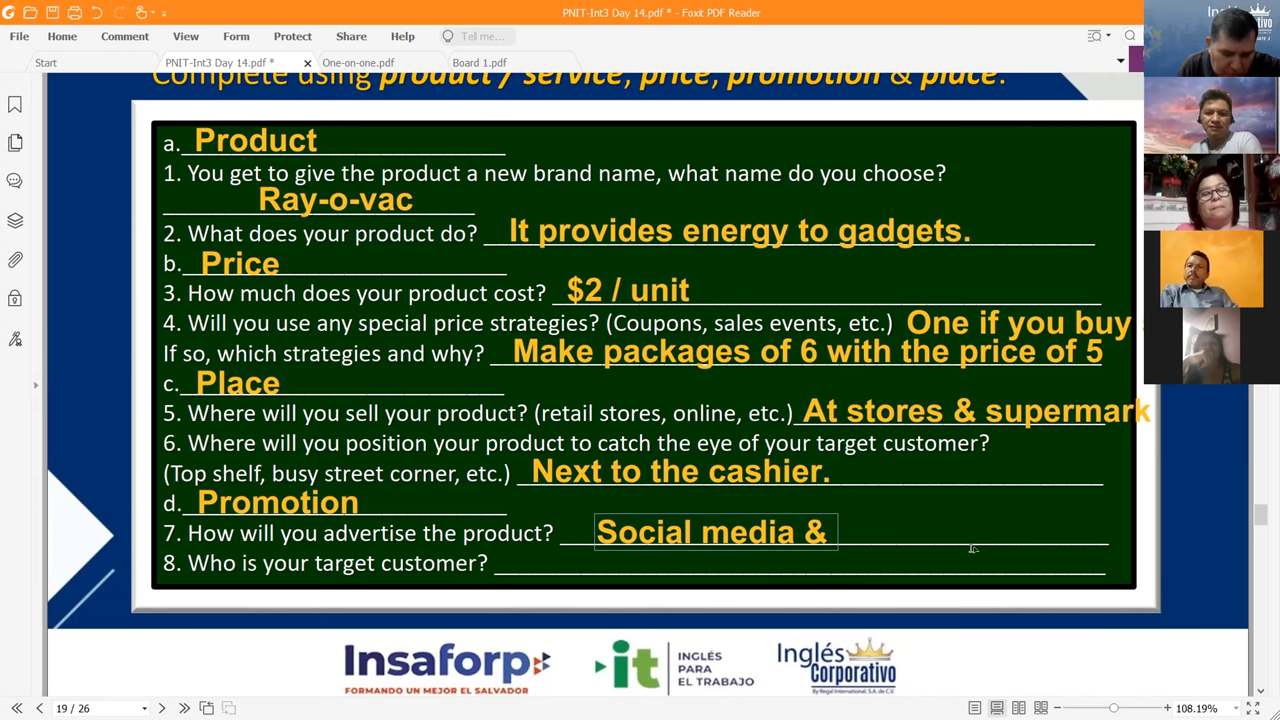 PNIT-Int3 Day 14.pdf * - Foxit PDF Reader
File Home Comment View Form Protect Share Help Tell me...
Start PNIT-Int3 Day 14.pdf * One-on-one.pdf Board 1.pdf
Complete using product / service, price, promotion & place.
a. Product
1. You get to give the product a new brand name, what name do you choose?
Ray-o-vac
2. What does your product do? It provides energy to gadgets.
b. Price
3. How much does your product cost? $2 / unit
4. Will you use any special price strategies? (Coupons, sales events, etc.) One if you buy
If so, which strategies and why? Make packages of 6 with the price of 5
c. Place
5. Where will you sell your product? (retail stores, online, etc.) At stores & supermark
6. Where will you position your product to catch the eye of your target customer?
(Top shelf, busy street corner, etc.) Next to the cashier.
d. Promotion
7. How will you advertise the product? Social media &
8. Who is your target customer?
Insaforp
FORMANDO UN MEJOR EL SALVADOR
it
INGLÉS
PARA
EL TRABAJO
Inglés
Corporativo
By Regal International, S.A. de C.V.
19 / 26
108.19%